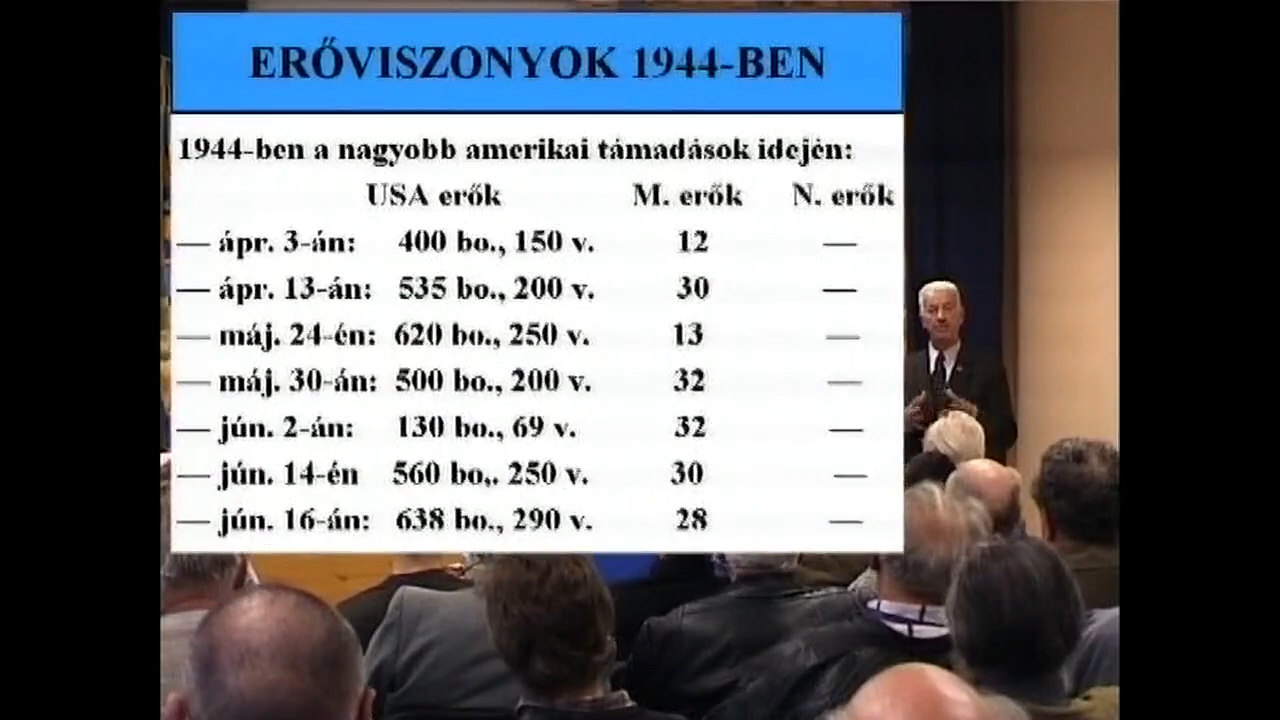 ERŐVISZONYOK 1944-BEN
1944-ben a nagyobb amerikai támadások idején:
USA erők M. erők N. erők
— ápr. 3-án: 400 bo., 150 v. 12 —
— ápr. 13-án: 535 bo., 200 v. 30 —
— máj. 24-én: 620 bo., 250 v. 13 —
— máj. 30-án: 500 bo., 200 v. 32 —
— jún. 2-án: 130 bo., 69 v. 32 —
— jún. 14-én 560 bo,. 250 v. 30 —
— jún. 16-án: 638 bo., 290 v. 28 —